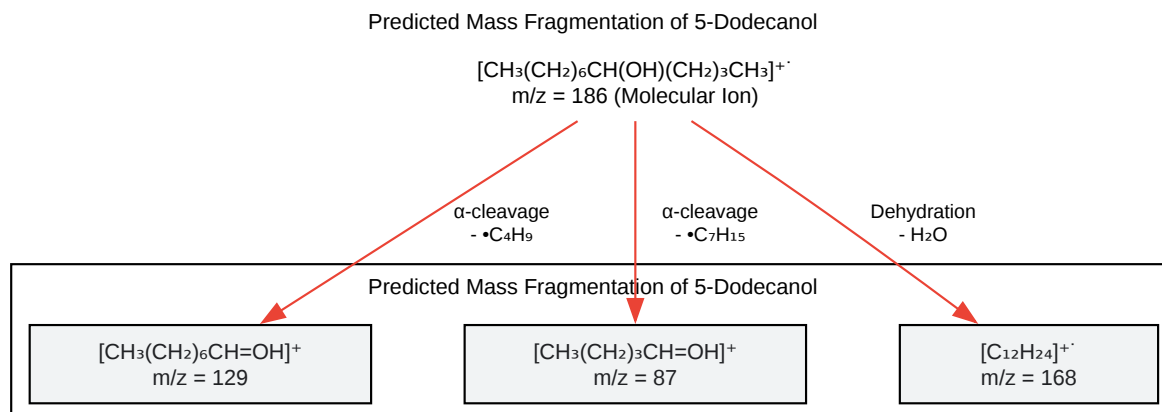 Predicted Mass Fragmentation of 5-Dodecanol
[CH₃(CH₂)₆CH(OH)(CH₂)₃CH₃]⁺˙
m/z = 186 (Molecular Ion)
α-cleavage
- •C₄H₉
α-cleavage
- •C₇H₁₅
Dehydration
- H₂O
Predicted Mass Fragmentation of 5-Dodecanol
[CH₃(CH₂)₆CH=OH]⁺
m/z = 129
[CH₃(CH₂)₃CH=OH]⁺
m/z = 87
[C₁₂H₂₄]⁺˙
m/z = 168